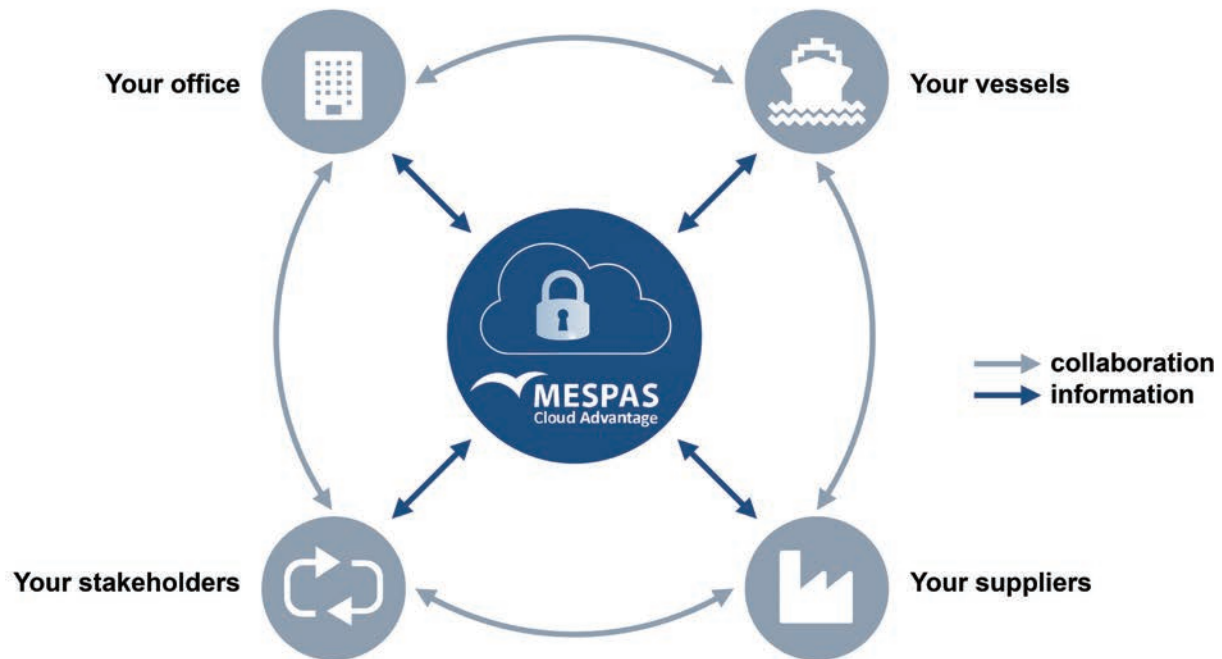 Your office
Your vessels
MESPAS
Cloud Advantage
collaboration
information
Your stakeholders
Your suppliers